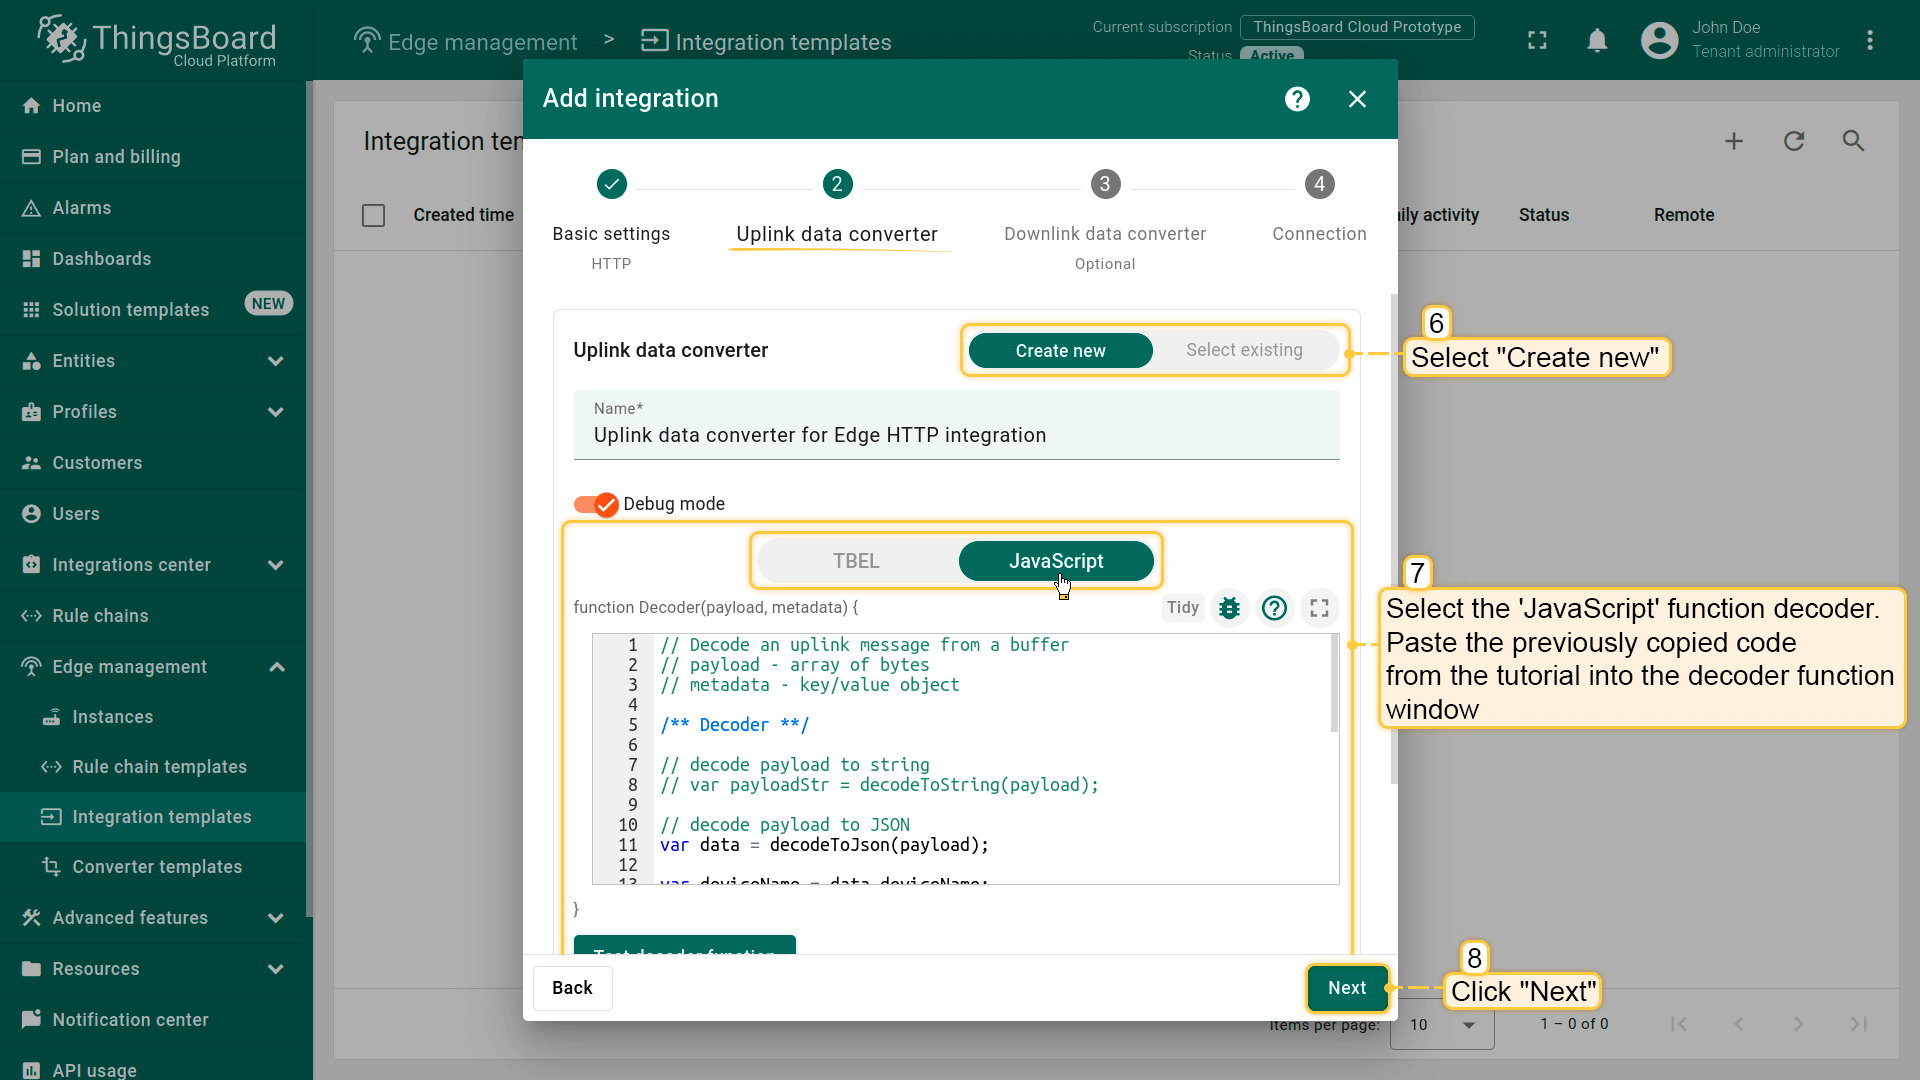 ThingsBoard
Cloud Platform
Edge management > Integration templates
Current subscription ThingsBoard Cloud Prototype
Status Active
John Doe
Tenant administrator
Home
Plan and billing
Alarms
Dashboards
Solution templates NEW
Entities
Profiles
Customers
Users
Integrations center
Rule chains
Edge management
Instances
Rule chain templates
Integration templates
Converter templates
Advanced features
Resources
Notification center
API usage
Created time
Status
Remote
Add integration
2
3
4
Basic settings
HTTP
Uplink data converter
Downlink data converter
Optional
Connection
Uplink data converter
Create new
Select existing
Name*
Uplink data converter for Edge HTTP integration
Debug mode
TBEL
JavaScript
function Decoder(payload, metadata) {
Tidy
1 // Decode an uplink message from a buffer
2 // payload - array of bytes
3 // metadata - key/value object
4
5 /** Decoder **/
6
7 // decode payload to string
8 // var payloadStr = decodeToString(payload);
9
10 // decode payload to JSON
11 var data = decodeToJson(payload);
12
13 var deviceName = data.deviceName;
}
Test decoder function
Back
Next
Items per page: 10
1 – 0 of 0
6
Select "Create new"
7
Select the 'JavaScript' function decoder.
Paste the previously copied code
from the tutorial into the decoder function
window
8
Click "Next"